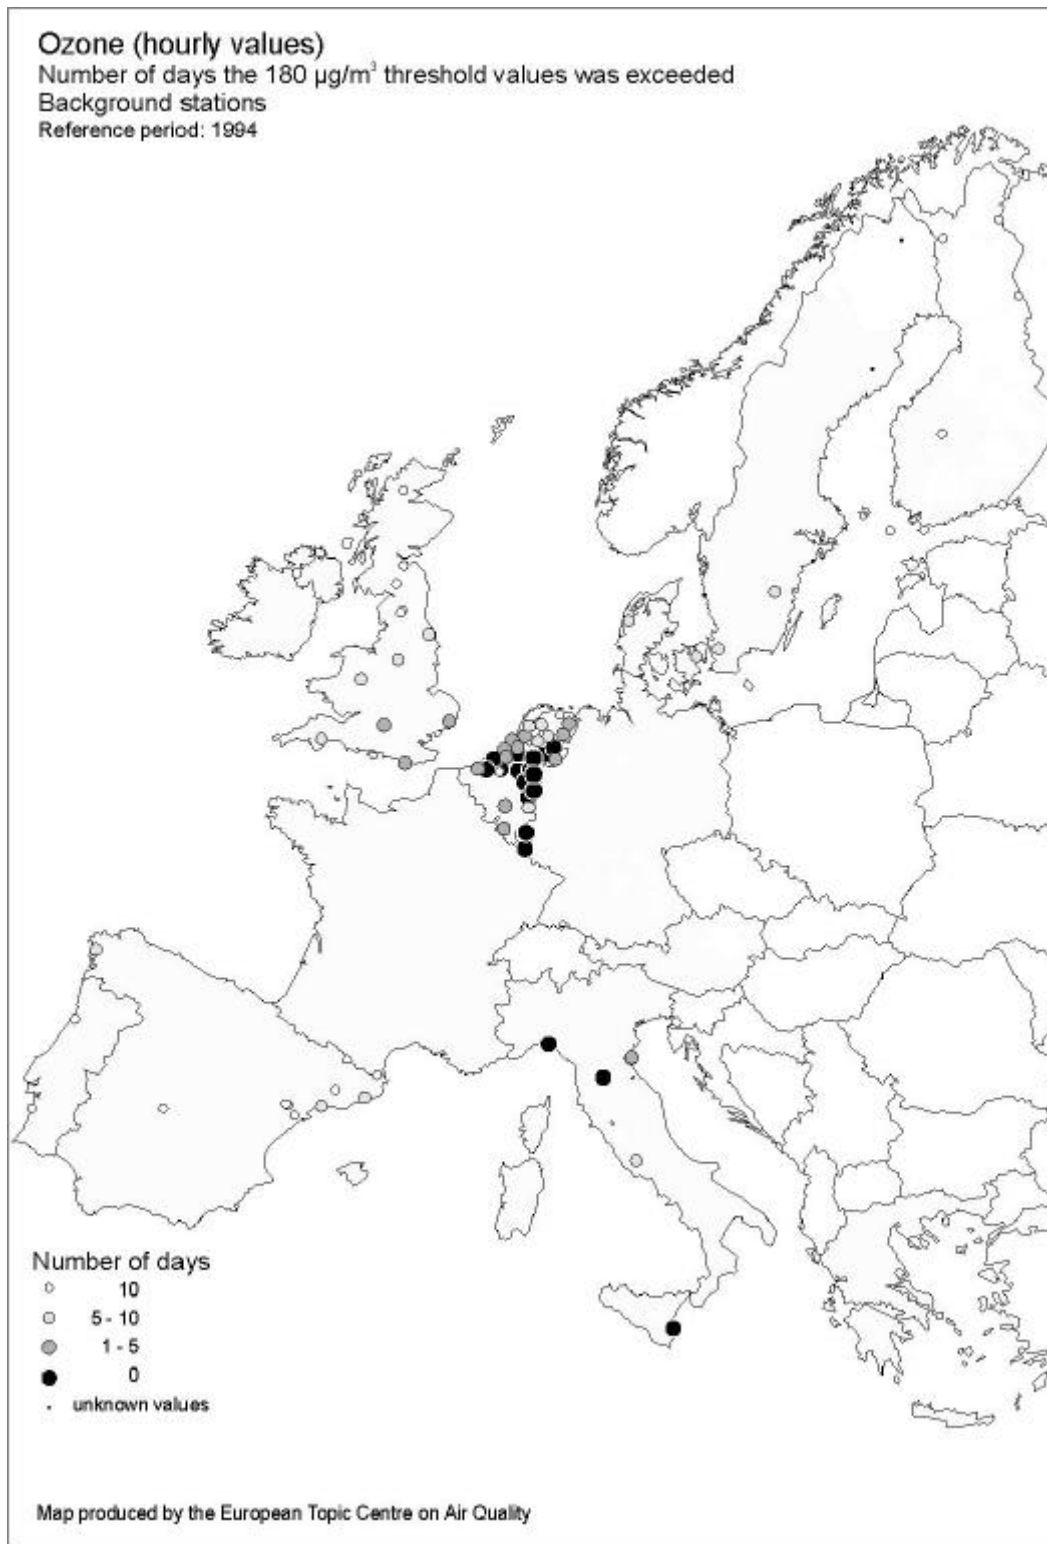 Ozone (hourly values)
Number of days the 180 µg/m³ threshold values was exceeded
Background stations
Reference period: 1994
Number of days
10
5 - 10
1 - 5
0
unknown values
Map produced by the European Topic Centre on Air Quality